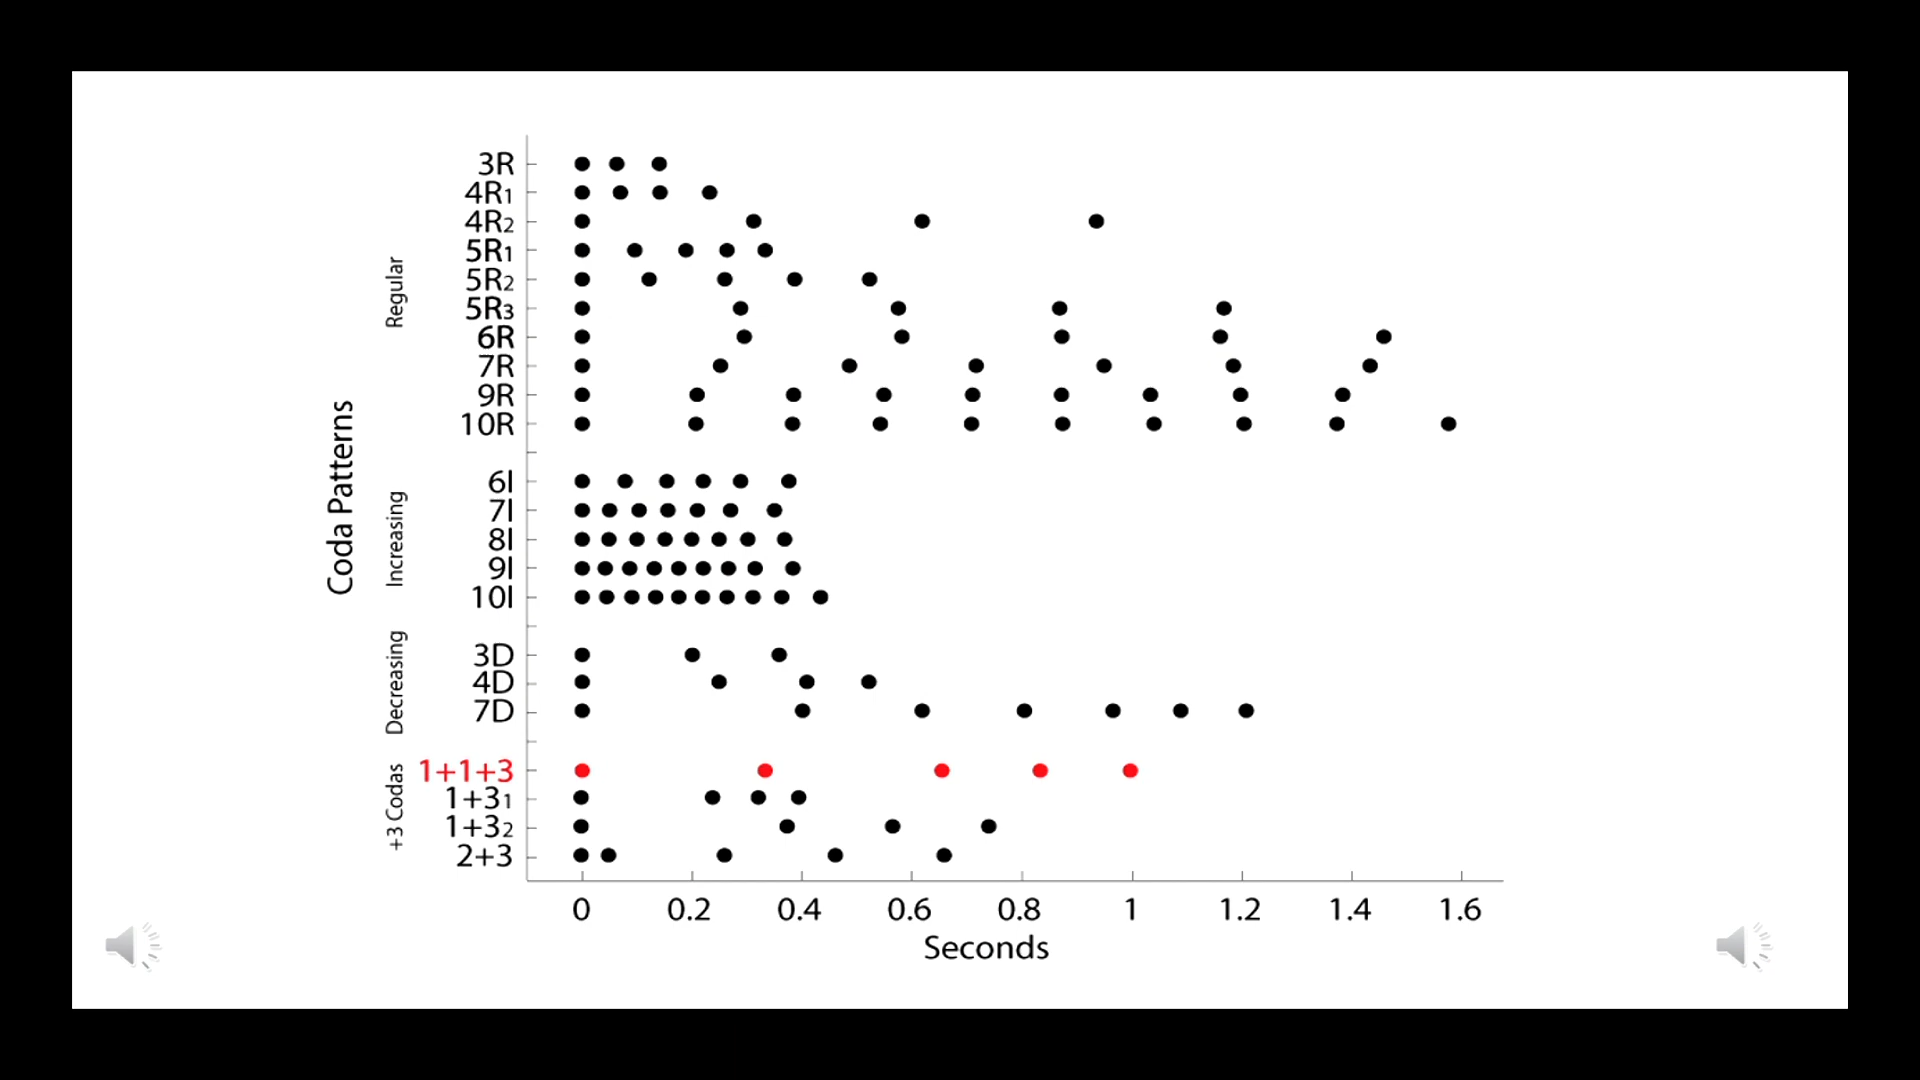 Coda Patterns
Regular
3R
4R1
4R2
5R1
5R2
5R3
6R
7R
9R
10R
Increasing
6I
7I
8I
9I
10I
Decreasing
3D
4D
7D
+3 Codas
1+1+3
1+31
1+32
2+3
0 0.2 0.4 0.6 0.8 1 1.2 1.4 1.6
Seconds